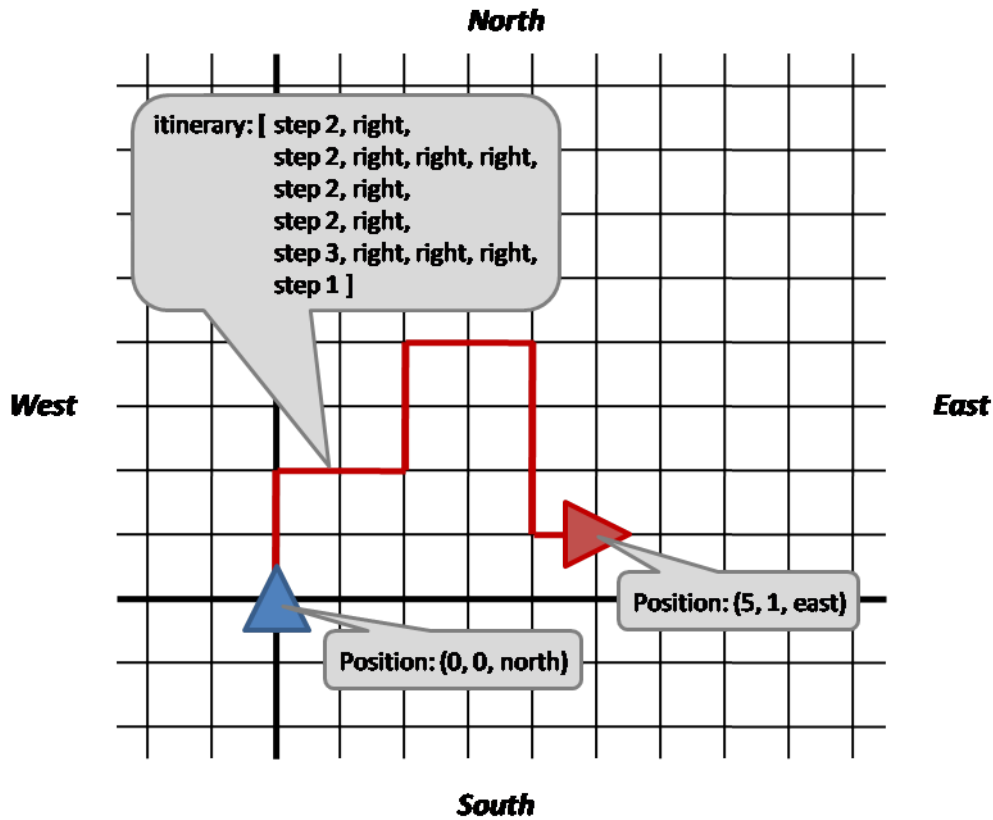 North
itinerary: [ step 2, right,
step 2, right, right, right,
step 2, right,
step 2, right,
step 3, right, right, right,
step 1 ]
West
East
Position: (5, 1, east)
Position: (0, 0, north)
South